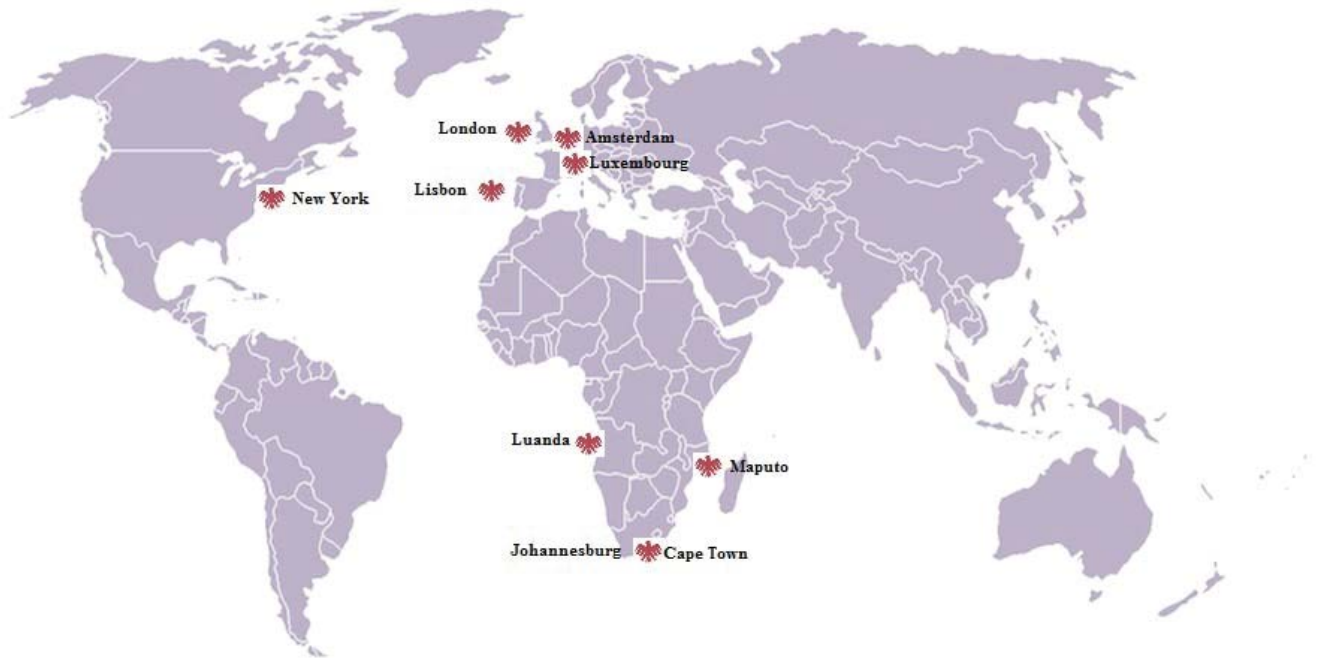 London
Amsterdam
Luxembourg
Lisbon
New York
Luanda
Maputo
Johannesburg
Cape Town